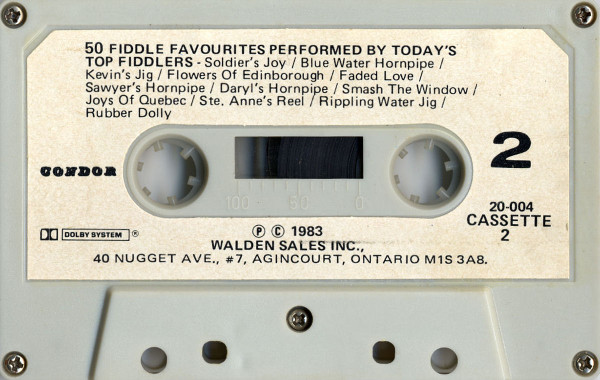 50 FIDDLE FAVOURITES PERFORMED BY TODAY'S
TOP FIDDLERS - Soldier's Joy / Blue Water Hornpipe /
Kevin's Jig / Flowers Of Edinborough / Faded Love /
Sawyer's Hornpipe / Daryl's Hornpipe / Smash The Window /
Joys Of Quebec / Ste. Anne's Reel / Rippling Water Jig /
Rubber Dolly
CONDOR
2
100 50 0
20-004
CASSETTE
2
DOLBY SYSTEM ®
Ⓟ © 1983
WALDEN SALES INC.,
40 NUGGET AVE., #7, AGINCOURT, ONTARIO M1S 3A8.